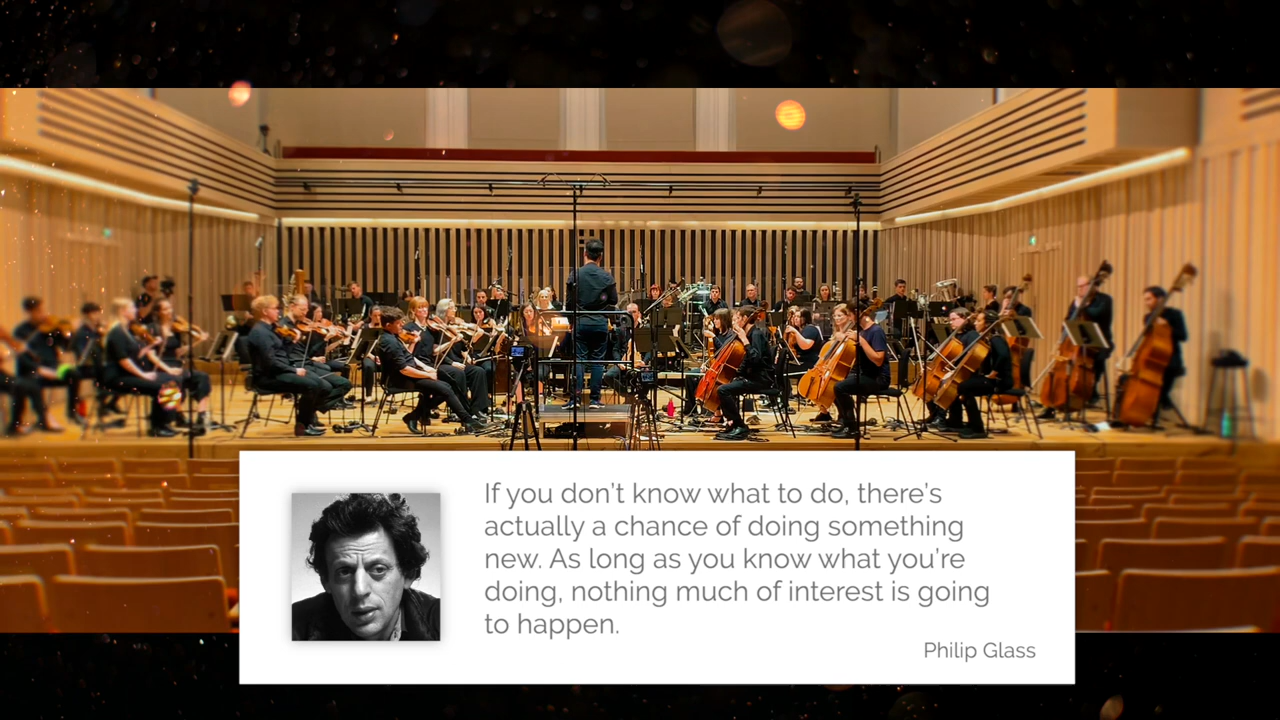 If you don’t know what to do, there’s
actually a chance of doing something
new. As long as you know what you’re
doing, nothing much of interest is going
to happen.
Philip Glass